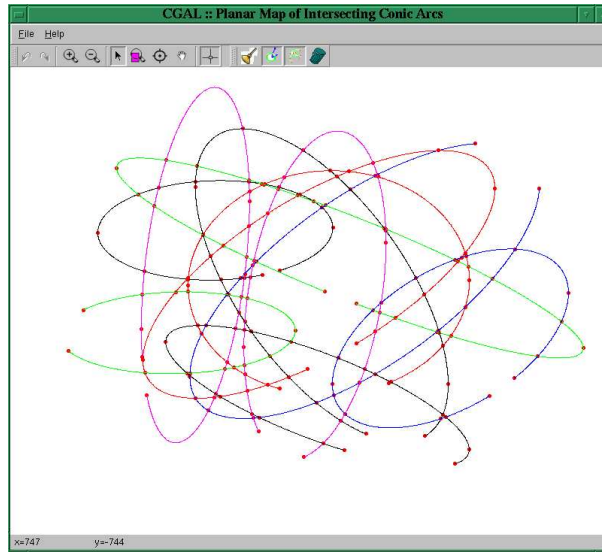 CGAL :: Planar Map of Intersecting Conic Arcs
File Help
x=747 y=-744